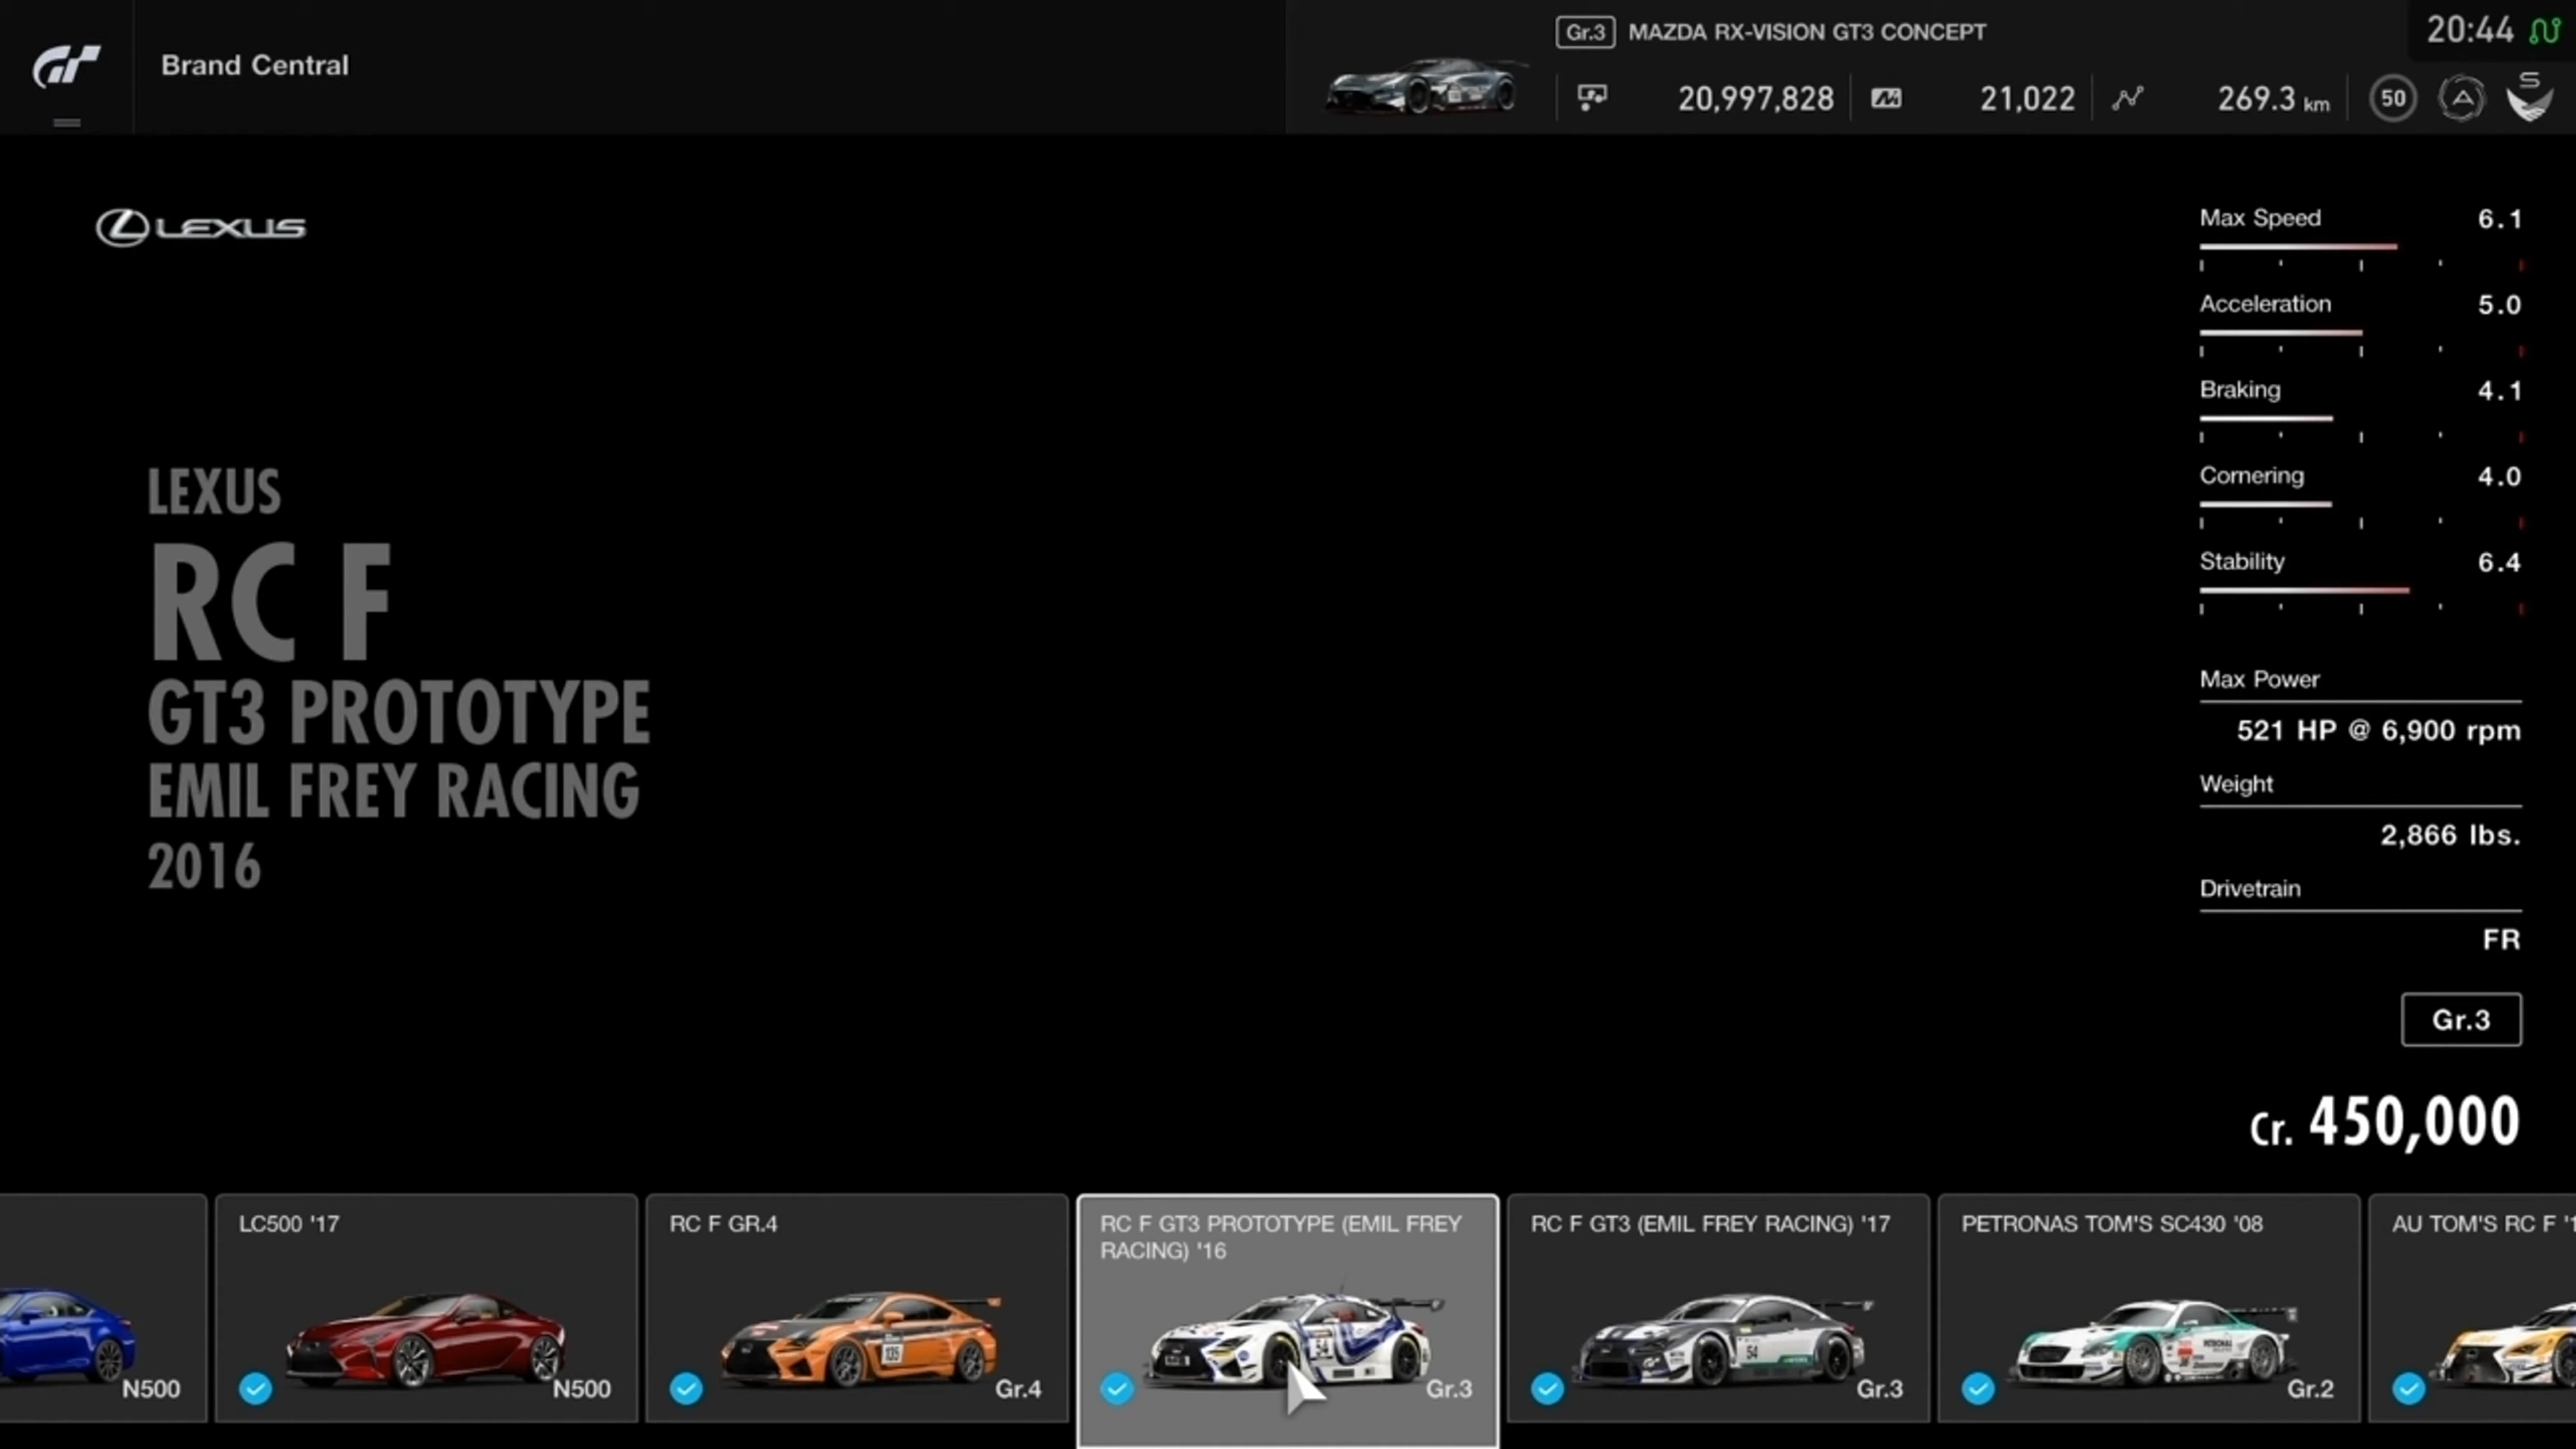 Brand Central
Gr.3 MAZDA RX-VISION GT3 CONCEPT
20:44
20,997,828
21,022
269.3 km
50
A
S
LEXUS
LEXUS
RC F
GT3 PROTOTYPE
EMIL FREY RACING
2016
Max Speed 6.1
Acceleration 5.0
Braking 4.1
Cornering 4.0
Stability 6.4
Max Power
521 HP @ 6,900 rpm
Weight
2,866 lbs.
Drivetrain
FR
Gr.3
Cr. 450,000
N500
LC500 '17
N500
RC F GR.4
135
Gr.4
RC F GT3 PROTOTYPE (EMIL FREY
RACING) '16
54
Gr.3
RC F GT3 (EMIL FREY RACING) '17
54
Gr.3
PETRONAS TOM'S SC430 '08
Gr.2
AU TOM'S RC F '1